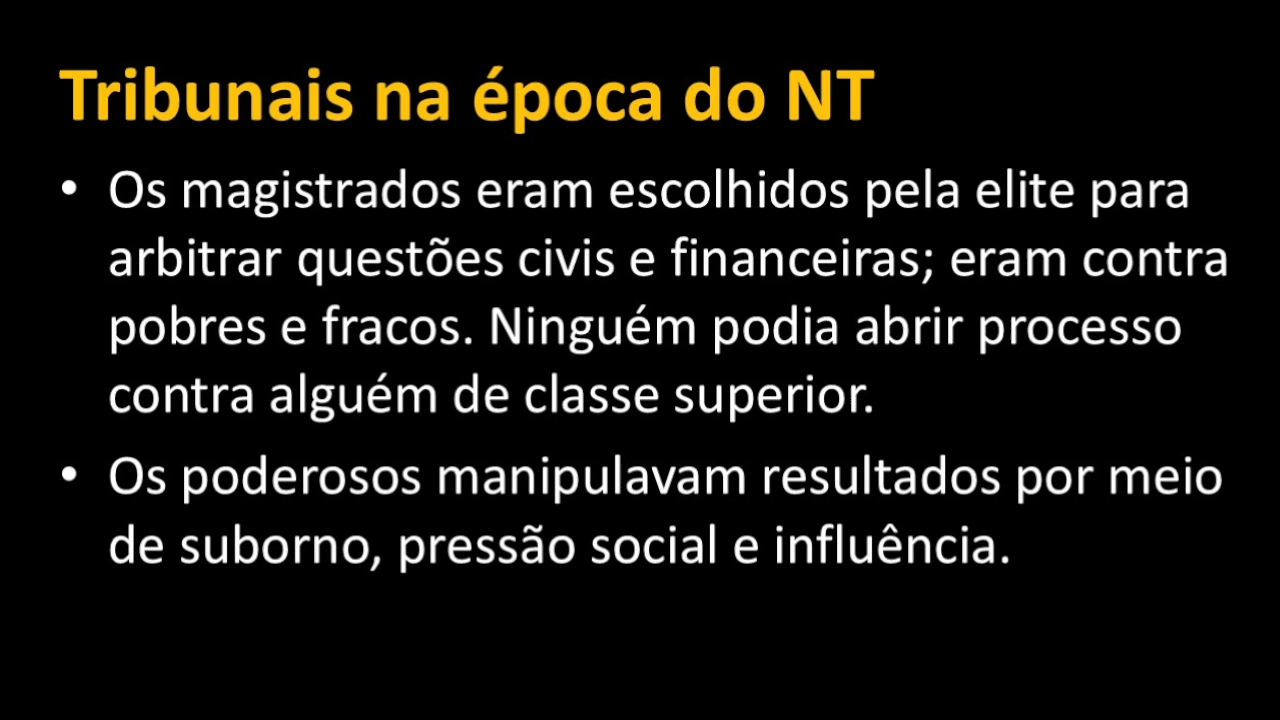 Tribunais na época do NT
• Os magistrados eram escolhidos pela elite para
arbitrar questões civis e financeiras; eram contra
pobres e fracos. Ninguém podia abrir processo
contra alguém de classe superior.
• Os poderosos manipulavam resultados por meio
de suborno, pressão social e influência.